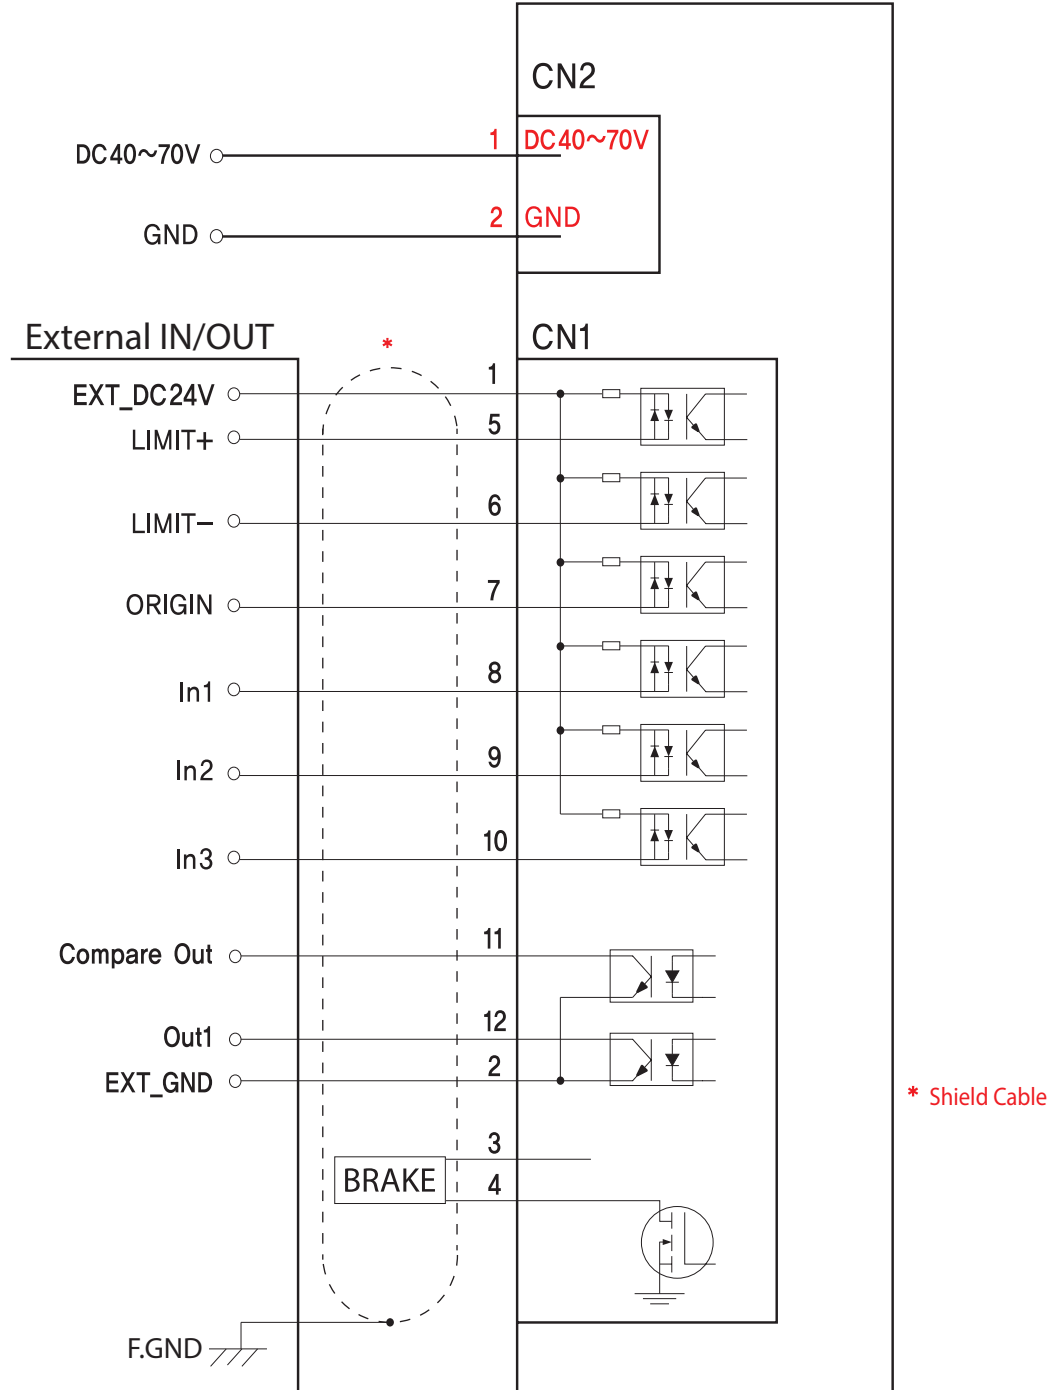 CN2
DC40~70V 1 DC40~70V
GND 2 GND
External IN/OUT * CN1
EXT_DC24V 1
LIMIT+ 5
LIMIT− 6
ORIGIN 7
In1 8
In2 9
In3 10
Compare Out 11
Out1 12
EXT_GND 2
* Shield Cable
3
BRAKE 4
F.GND